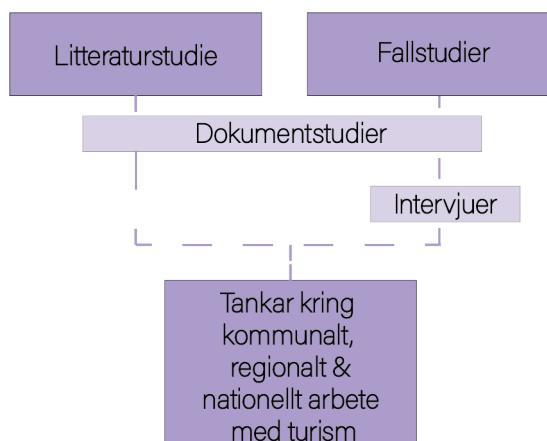 Litteraturstudie
Fallstudier
Dokumentstudier
Intervjuer
Tankar kring
kommunalt,
regionalt &
nationellt arbete
med turism